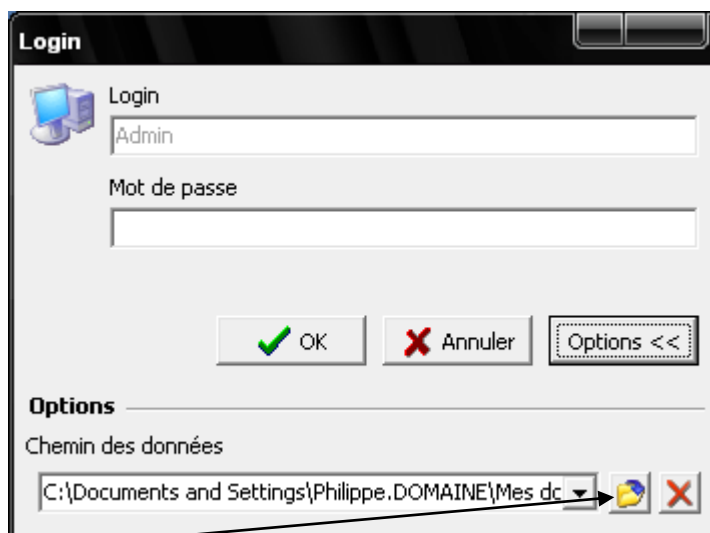 Login
Login
Admin
Mot de passe
OK Annuler Options <<
Options
Chemin des données
C:\Documents and Settings\Philippe.DOMAINE\Mes dc